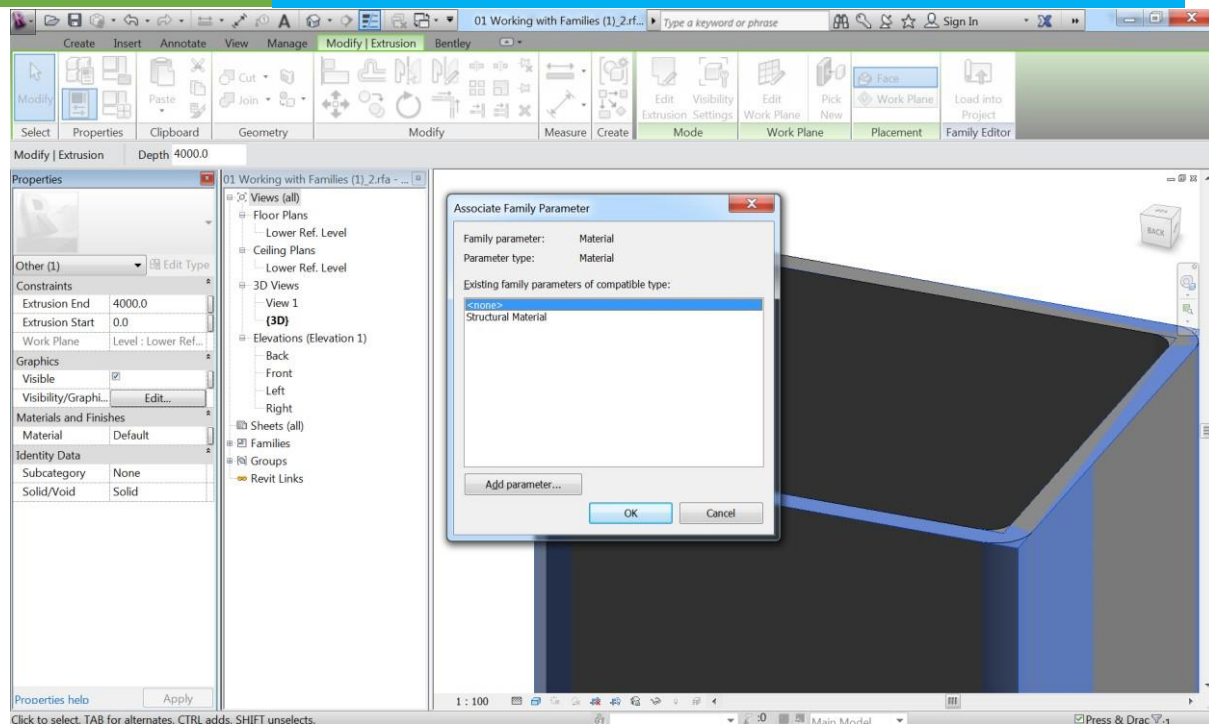 01 Working with Families (1)_2.rf...
Type a keyword or phrase
Sign In
Create Insert Annotate View Manage Modify | Extrusion Bentley
Modify
Paste
Cut
Join
Edit Extrusion
Visibility Settings
Edit Work Plane
Pick New
Face
Work Plane
Load into Project
Select Properties Clipboard Geometry Modify Measure Create Mode Work Plane Placement Family Editor
Modify | Extrusion Depth 4000.0
Properties
Other (1) Edit Type
Constraints
Extrusion End 4000.0
Extrusion Start 0.0
Work Plane Level : Lower Ref...
Graphics
Visible
Visibility/Graphi... Edit...
Materials and Finishes
Material Default
Identity Data
Subcategory None
Solid/Void Solid
Properties help Apply
01 Working with Families (1)_2.rfa - ...
Views (all)
Floor Plans
Lower Ref. Level
Ceiling Plans
Lower Ref. Level
3D Views
View 1
{3D}
Elevations (Elevation 1)
Back
Front
Left
Right
Sheets (all)
Families
Groups
Revit Links
Associate Family Parameter
Family parameter: Material
Parameter type: Material
Existing family parameters of compatible type:
<none>
Structural Material
Add parameter...
OK Cancel
BACK
1 : 100
Click to select, TAB for alternates, CTRL adds, SHIFT unselects.
:0 Main Model
Press & Drag